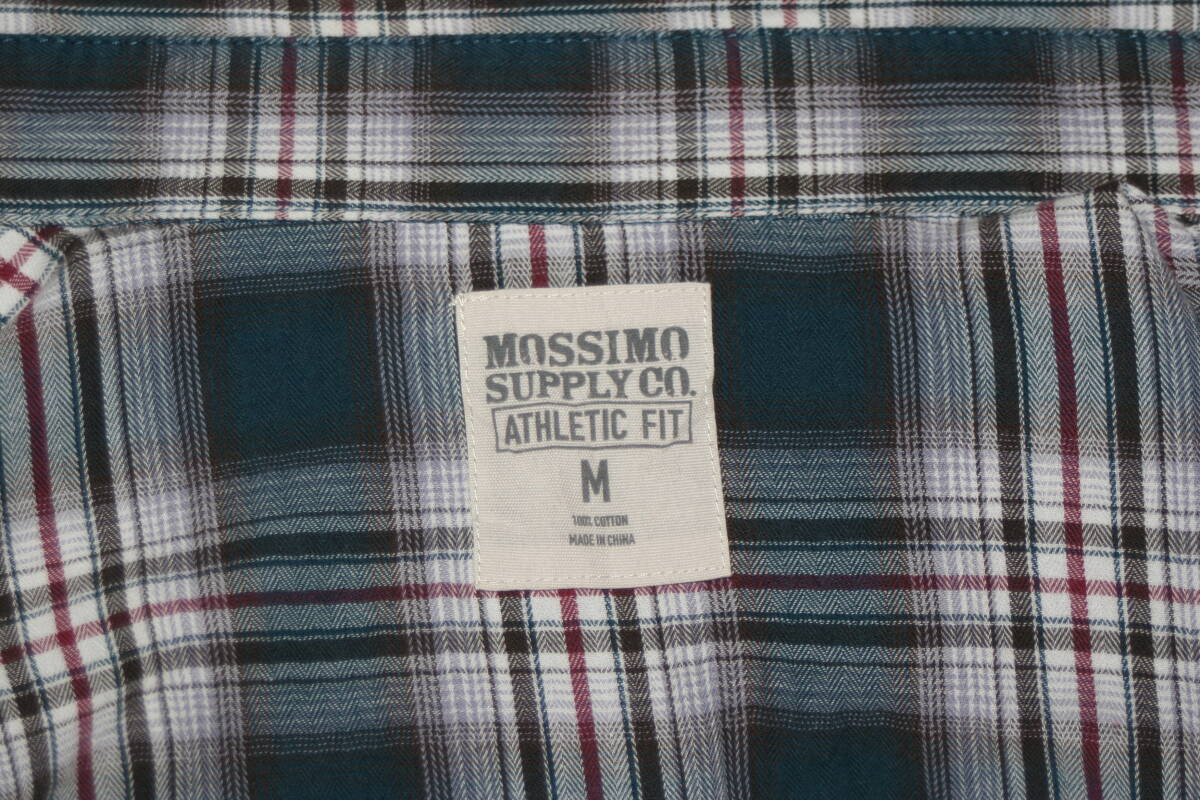 MOSSIMO
SUPPLY CO.
ATHLETIC FIT
M
100% COTTON
MADE IN CHINA